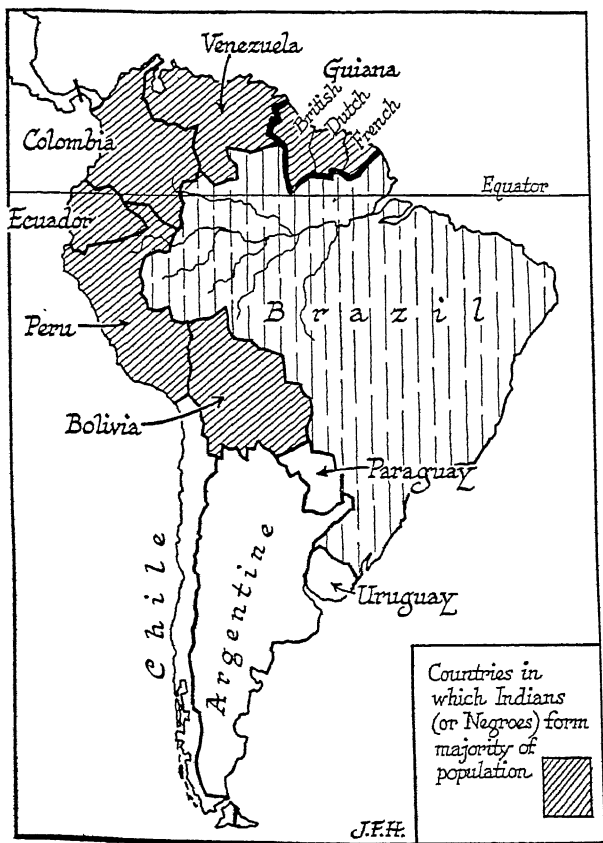 Venezuela
Guiana
British
Dutch
French
Colombia
Equator
Ecuador
Brazil
Peru
Bolivia
Paraguay
Chile
Argentine
Uruguay
Countries in
which Indians
(or Negroes) form
majority of
population
J.F.H.